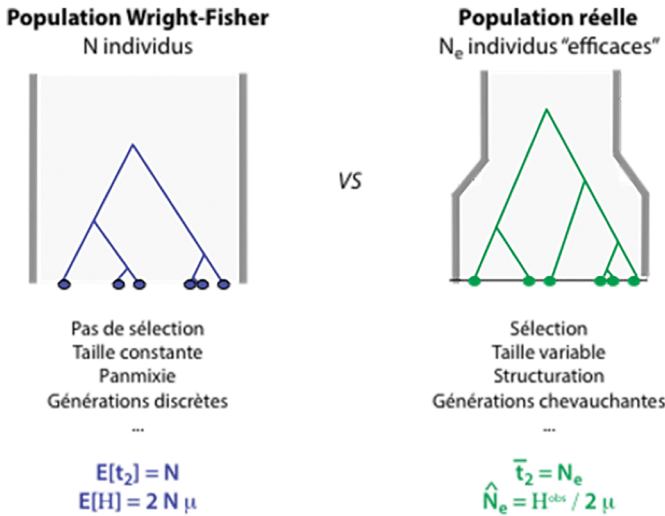 Population Wright-Fisher
N individus
Pas de sélection
Taille constante
Panmixie
Générations discrètes
...
E[t₂] = N
E[H] = 2 N μ
VS
Population réelle
Nₑ individus "efficaces"
Sélection
Taille variable
Structuration
Générations chevauchantes
...
t̅₂ = Nₑ
N̂ₑ = Hᵒᵇˢ / 2 μ